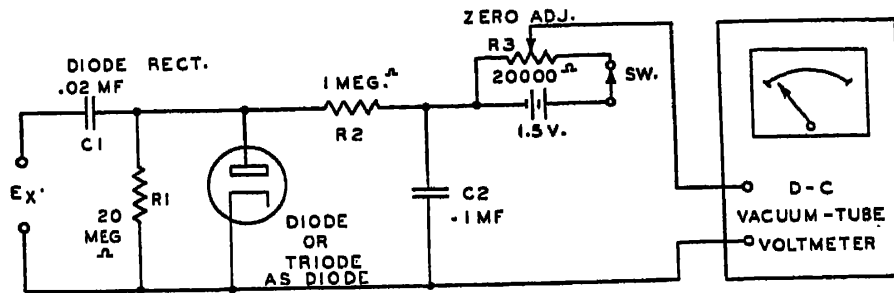 ZERO ADJ.
DIODE RECT.
.02 MF
C1
1 MEG. Ω
R2
R3
20000 Ω
SW.
1.5 V.
EX'
R1
20
MEG
Ω
DIODE
OR
TRIODE
AS DIODE
C2
.1 MF
D-C
VACUUM-TUBE
VOLTMETER